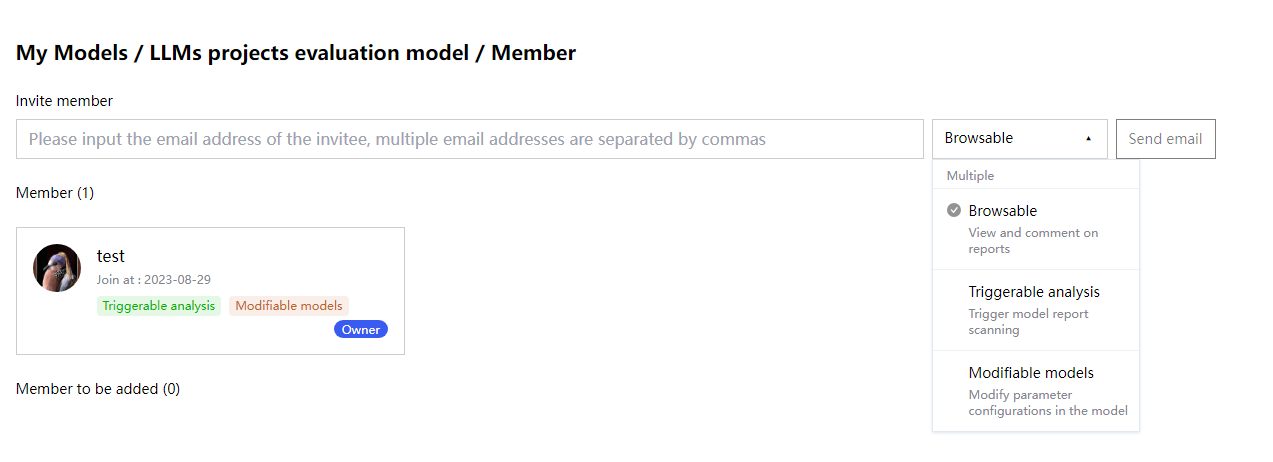 My Models / LLMs projects evaluation model / Member
Invite member
Please input the email address of the invitee, multiple email addresses are separated by commas
Browsable
Send email
Multiple
Browsable
View and comment on
reports
Triggerable analysis
Trigger model report
scanning
Modifiable models
Modify parameter
configurations in the model
Member (1)
test
Join at : 2023-08-29
Triggerable analysis
Modifiable models
Owner
Member to be added (0)